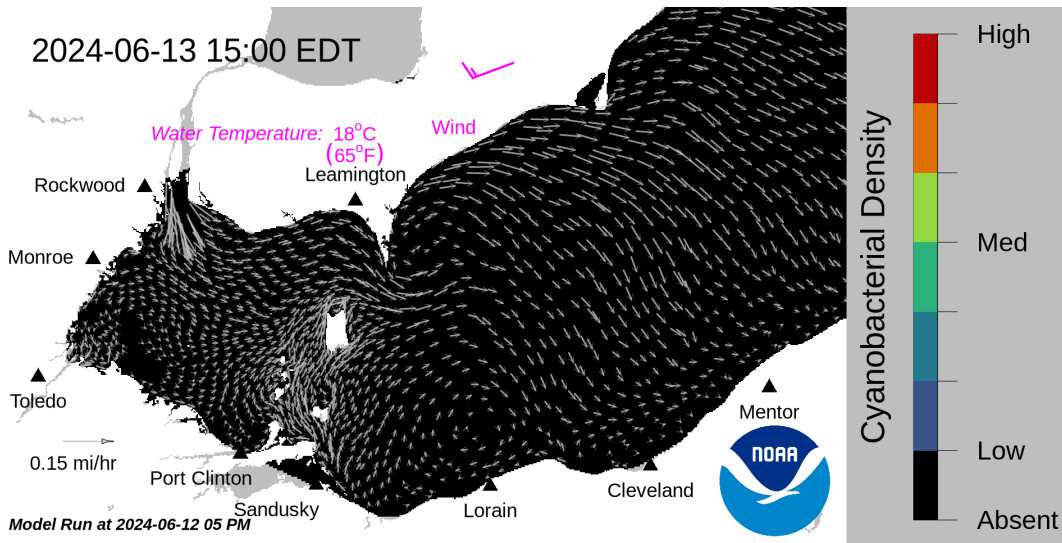 2024-06-13 15:00 EDT
High
Wind
Water Temperature: 18°C
(65°F)
Leamington
Rockwood
Monroe
Cyanobacterial Density
Med
Toledo
Mentor
0.15 mi/hr
NOAA
Low
Port Clinton
Cleveland
Sandusky
Lorain
Model Run at 2024-06-12 05 PM
Absent